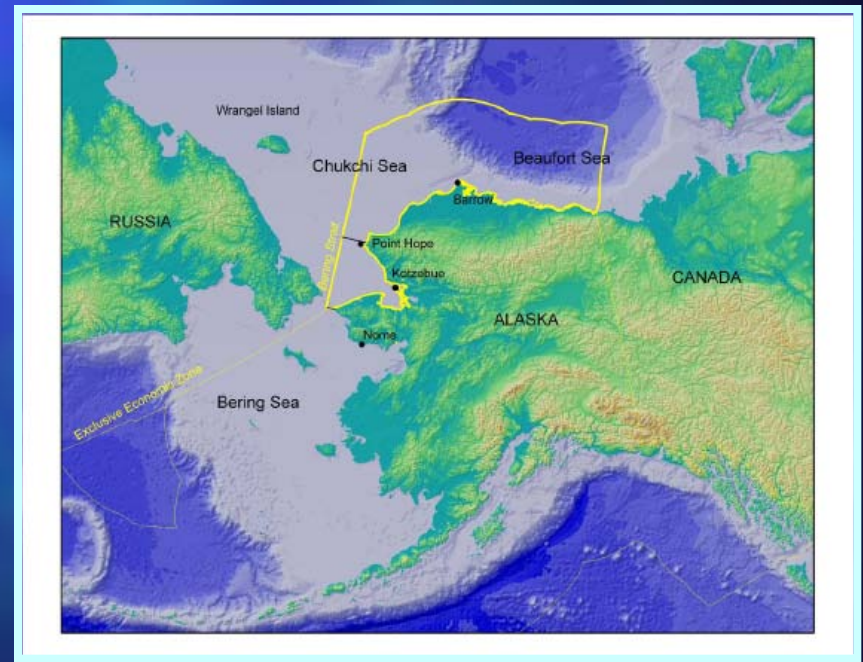 Wrangel Island
Chukchi Sea
Beaufort Sea
Barrow
RUSSIA
Bering Strait
Point Hope
Kotzebue
CANADA
ALASKA
Nome
Exclusive Economic Zone
Bering Sea